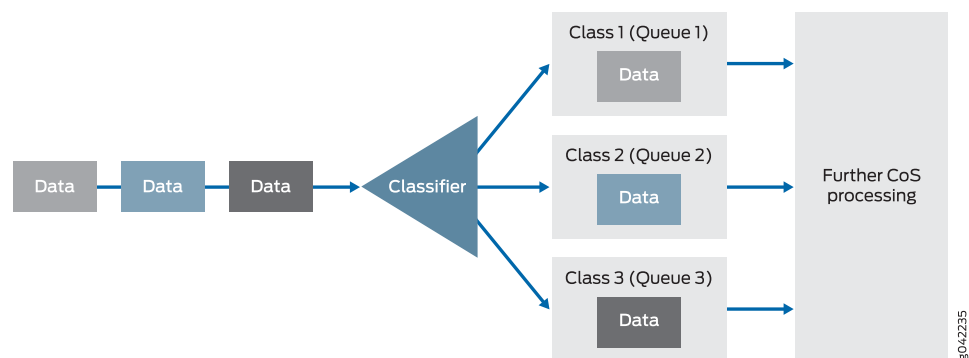 Data
Data
Data
Classifier
Class 1 (Queue 1)
Data
Class 2 (Queue 2)
Data
Class 3 (Queue 3)
Data
Further CoS
processing
g042235